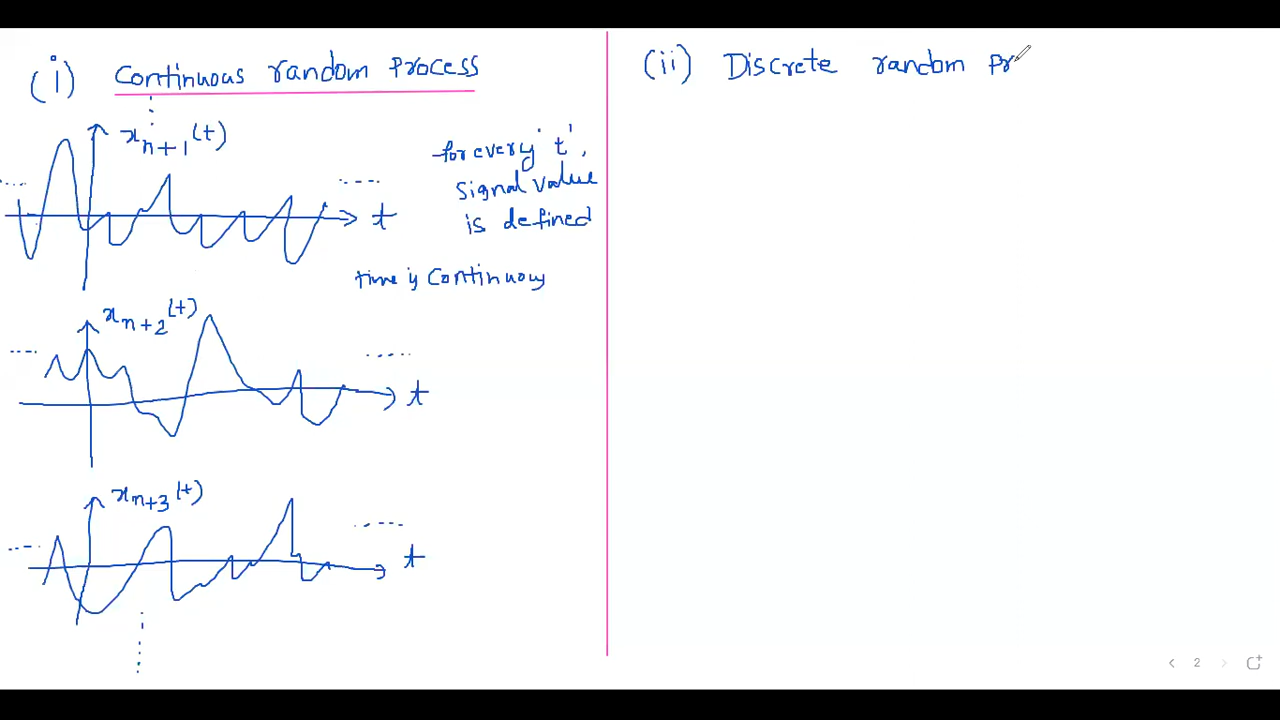 (i) Continuous random process
x_{n+1}(t)
for every 't',
signal value
is defined
t
time is continuous
x_{n+2}(t)
t
x_{n+3}(t)
t
(ii) Discrete random pr
2